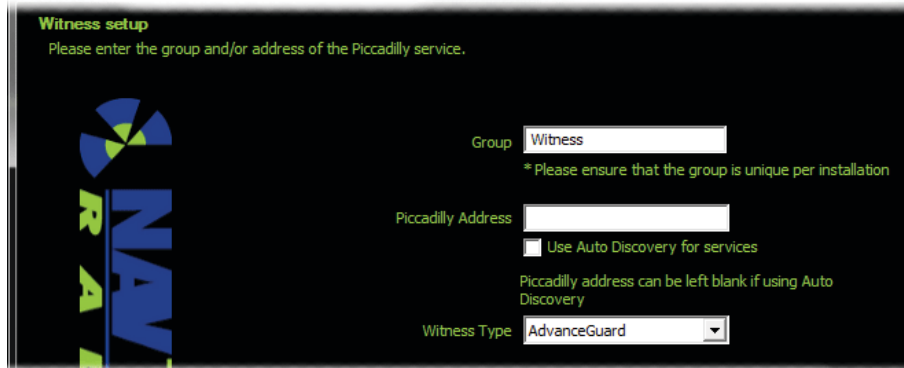 Witness setup
Please enter the group and/or address of the Piccadilly service.
Group
Witness
* Please ensure that the group is unique per installation
Piccadilly Address
Use Auto Discovery for services
Piccadilly address can be left blank if using Auto
Discovery
Witness Type
AdvanceGuard